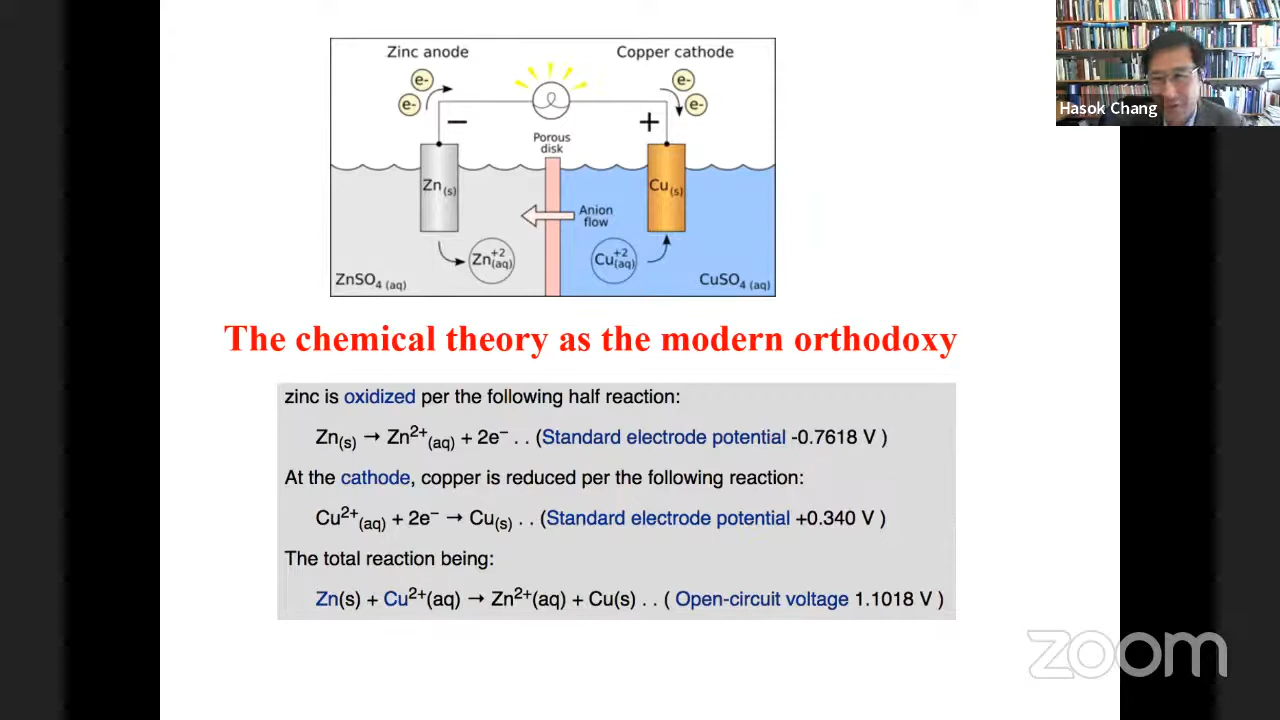 Zinc anode
Copper cathode
e-
e-
e-
e-
−
+
Porous
disk
Zn(s)
Cu(s)
Anion
flow
Zn+2(aq)
Cu+2(aq)
ZnSO4 (aq)
CuSO4 (aq)
Hasok Chang
The chemical theory as the modern orthodoxy
zinc is oxidized per the following half reaction:
Zn(s) → Zn2+(aq) + 2e− . . (Standard electrode potential -0.7618 V )
At the cathode, copper is reduced per the following reaction:
Cu2+(aq) + 2e− → Cu(s) . . (Standard electrode potential +0.340 V )
The total reaction being:
Zn(s) + Cu2+(aq) → Zn2+(aq) + Cu(s) . . ( Open-circuit voltage 1.1018 V )
zoom